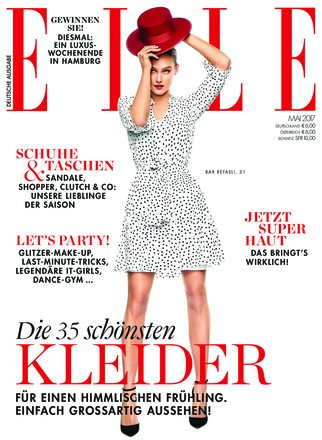 GEWINNEN
SIE!
DIESMAL:
EIN LUXUS-
WOCHENENDE
IN HAMBURG
DEUTSCHE AUSGABE
ELLE
MAI 2017
DEUTSCHLAND € 6,00
ÖSTERREICH € 6,00
SCHWEIZ SFR 10,00
SCHUHE
& TASCHEN
SANDALE,
SHOPPER, CLUTCH & CO:
UNSERE LIEBLINGE
DER SAISON
BAR REFAELI, 31
JETZT
SUPER
HAUT
DAS BRINGT'S
WIRKLICH!
LET'S PARTY!
GLITZER-MAKE-UP,
LAST-MINUTE-TRICKS,
LEGENDÄRE IT-GIRLS,
DANCE-GYM ...
Die 35 schönsten
KLEIDER
FÜR EINEN HIMMLISCHEN FRÜHLING.
EINFACH GROSSARTIG AUSSEHEN!